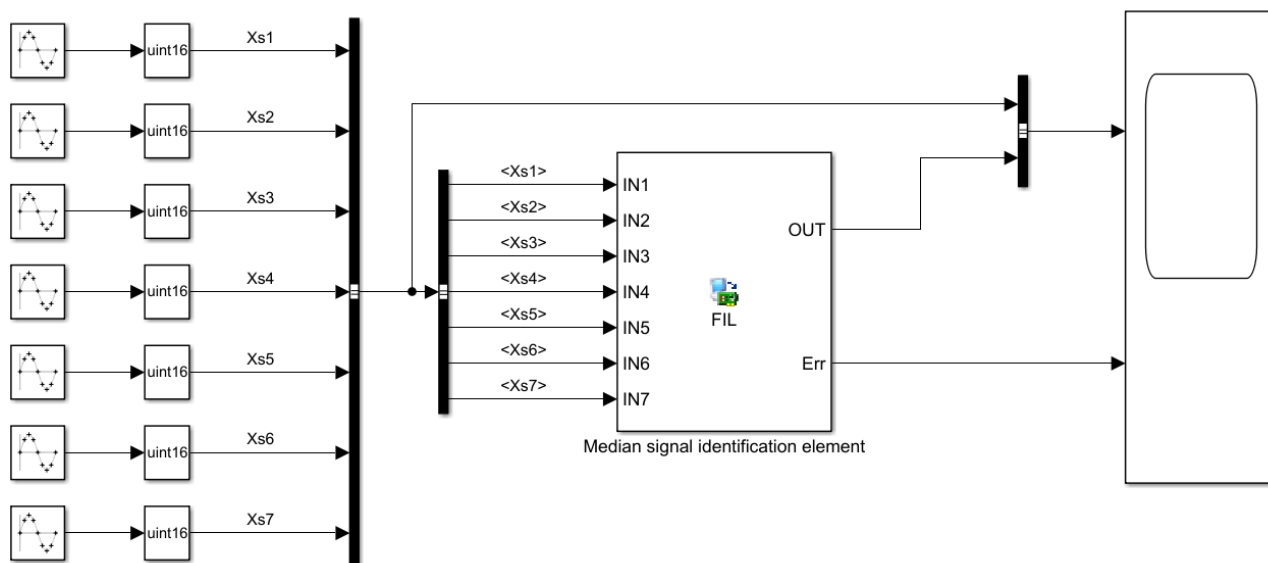 uint16
Xs1
uint16
Xs2
uint16
Xs3
uint16
Xs4
uint16
Xs5
uint16
Xs6
uint16
Xs7
<Xs1>
<Xs2>
<Xs3>
<Xs4>
<Xs5>
<Xs6>
<Xs7>
IN1
IN2
IN3
IN4
IN5
IN6
IN7
FIL
OUT
Err
Median signal identification element